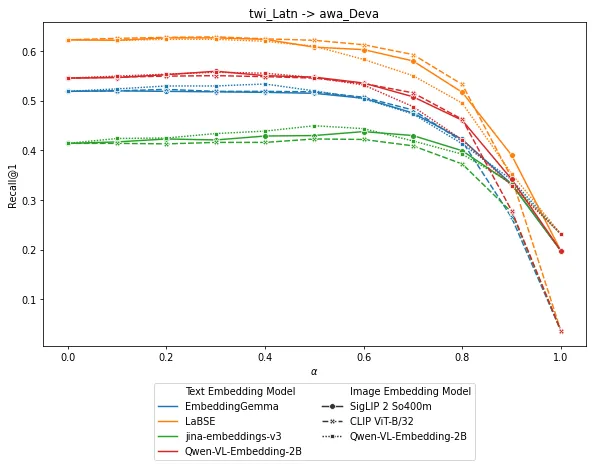 twi_Latn -> awa_Deva
Recall@1
0.6
0.5
0.4
0.3
0.2
0.1
0.0 0.2 0.4 0.6 0.8 1.0
α
Text Embedding Model Image Embedding Model
EmbeddingGemma SigLIP 2 So400m
LaBSE CLIP ViT-B/32
jina-embeddings-v3 Qwen-VL-Embedding-2B
Qwen-VL-Embedding-2B